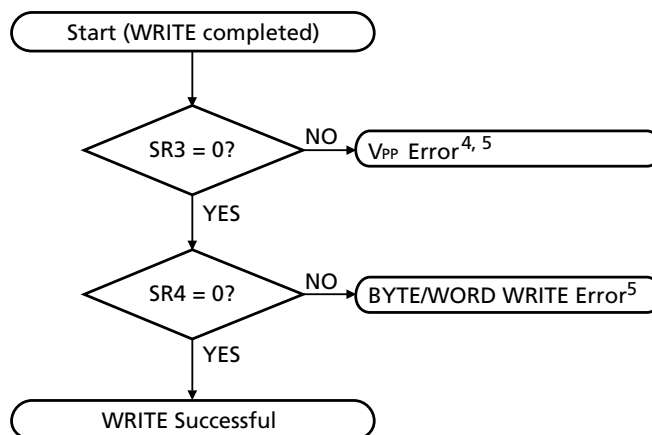 Start (WRITE completed)
SR3 = 0?
NO
VPP Error4, 5
YES
SR4 = 0?
NO
BYTE/WORD WRITE Error5
YES
WRITE Successful